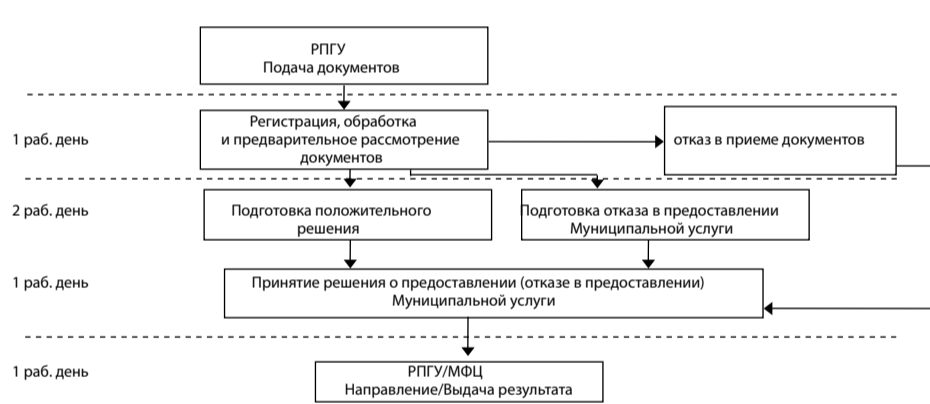 РПГУ
Подача документов
1 раб. день
Регистрация, обработка
и предварительное рассмотрение
документов
отказ в приеме документов
2 раб. день
Подготовка положительного
решения
Подготовка отказа в предоставлении
Муниципальной услуги
1 раб. день
Принятие решения о предоставлении (отказе в предоставлении)
Муниципальной услуги
1 раб. день
РПГУ/МФЦ
Направление/Выдача результата